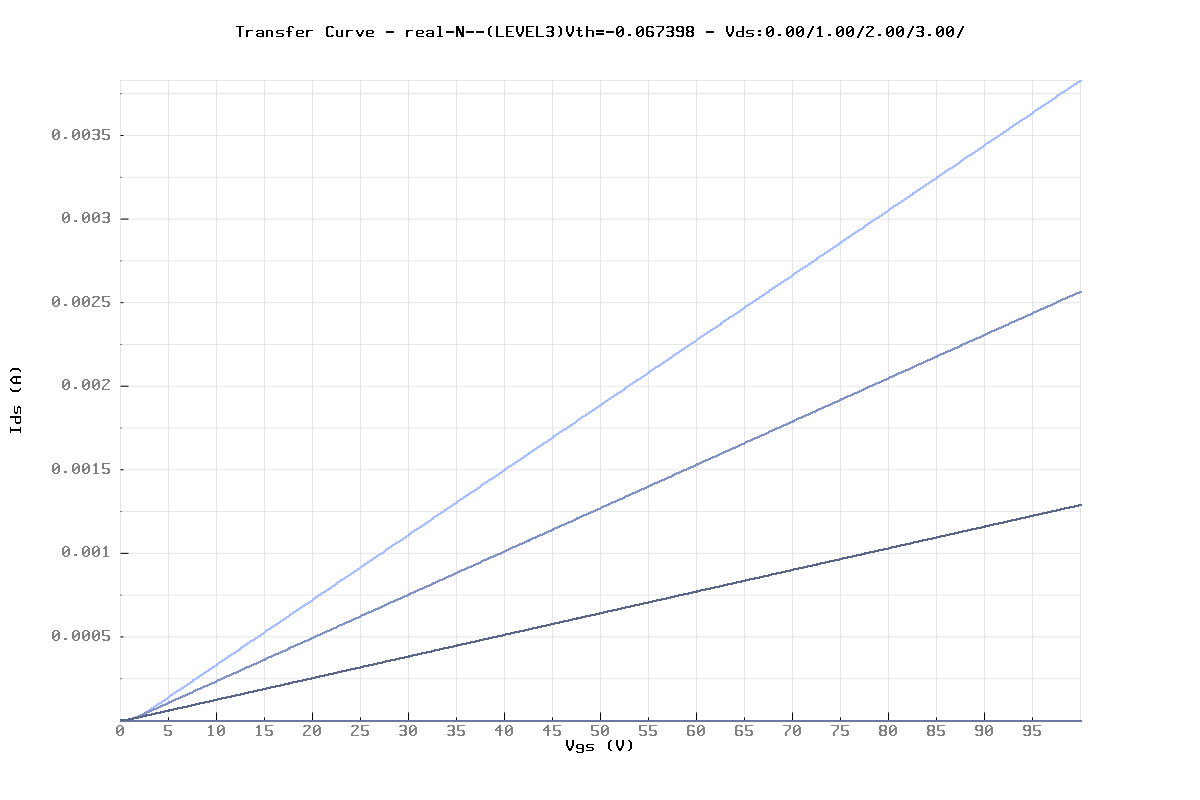 Transfer Curve - real-N--(LEVEL3)Vth=-0.067398 - Vds:0.00/1.00/2.00/3.00/
0.0035
0.003
0.0025
0.002
0.0015
0.001
0.0005
Ids (A)
0 5 10 15 20 25 30 35 40 45 50 55 60 65 70 75 80 85 90 95
Vgs (V)